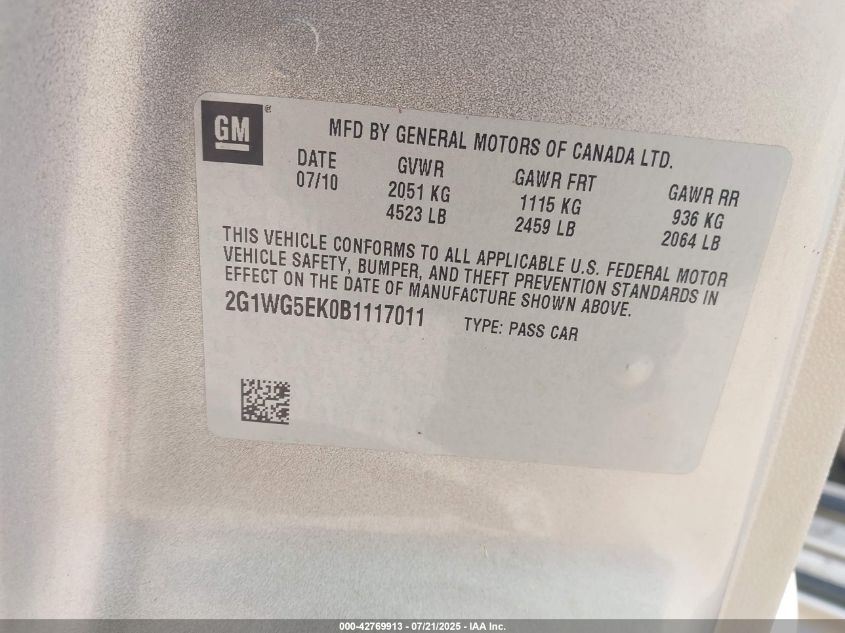 GM ®
MFD BY GENERAL MOTORS OF CANADA LTD.
DATE GVWR GAWR FRT GAWR RR
07/10 2051 KG 1115 KG 936 KG
4523 LB 2459 LB 2064 LB
THIS VEHICLE CONFORMS TO ALL APPLICABLE U.S. FEDERAL MOTOR
VEHICLE SAFETY, BUMPER, AND THEFT PREVENTION STANDARDS IN
EFFECT ON THE DATE OF MANUFACTURE SHOWN ABOVE.
2G1WG5EK0B1117011 TYPE: PASS CAR
000-42769913 - 07/21/2025 - IAA Inc.